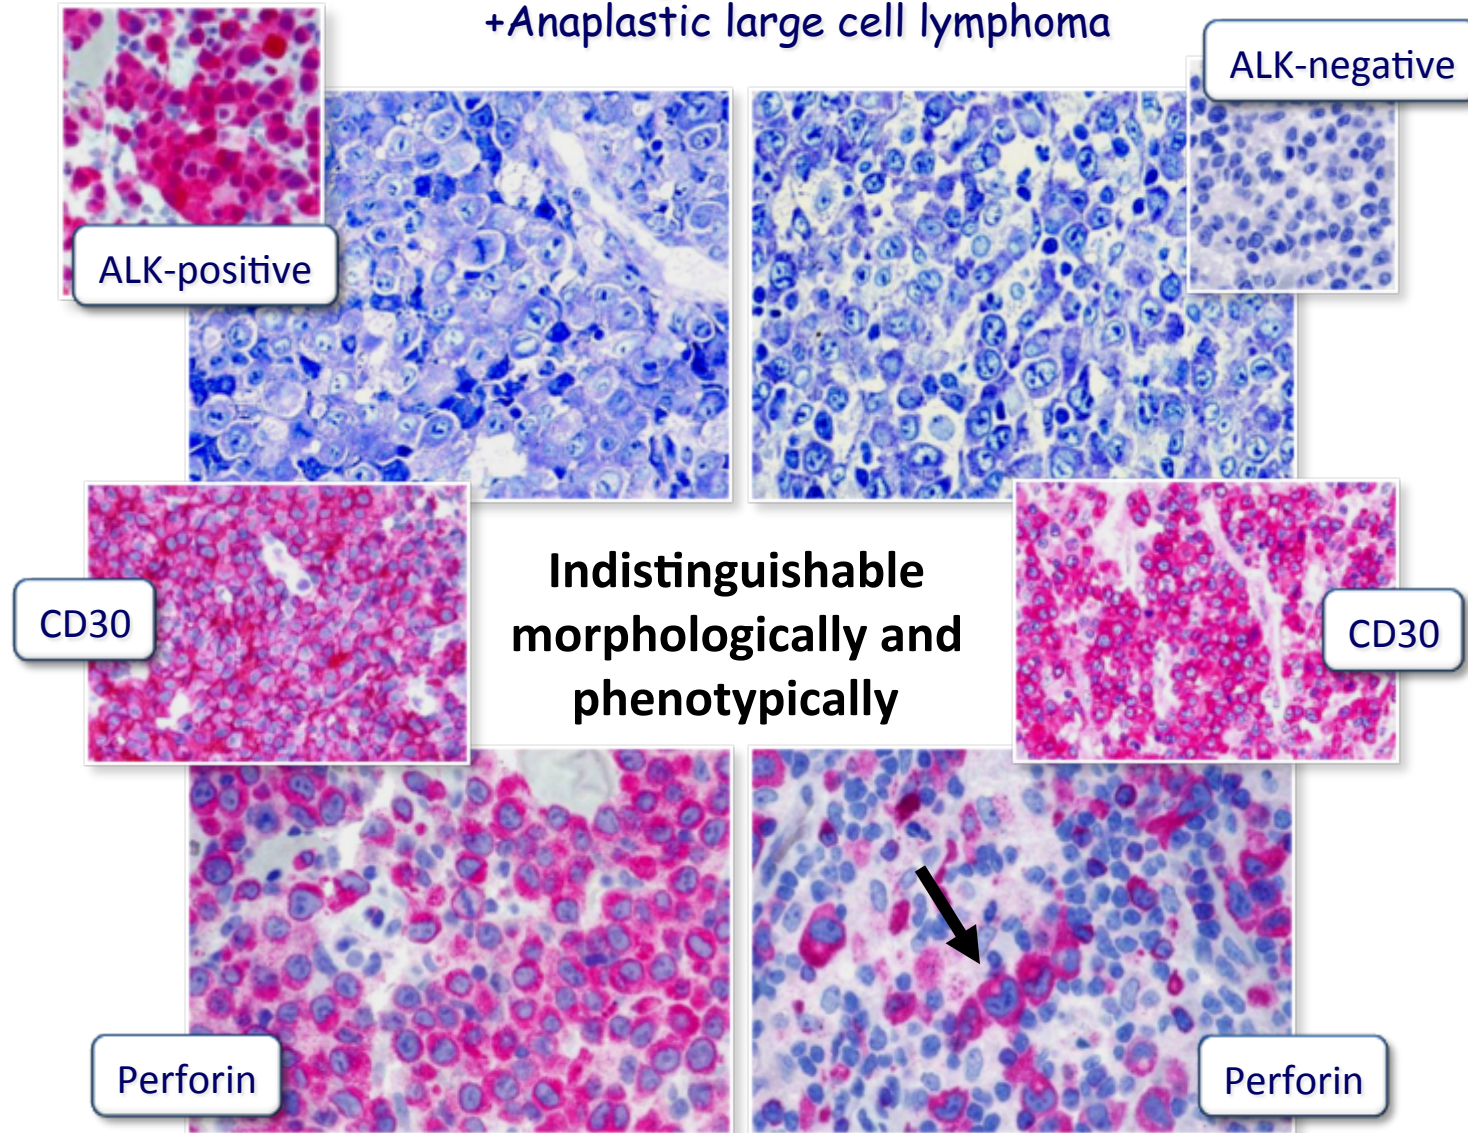 +Anaplastic large cell lymphoma
ALK-negative
ALK-positive
CD30
Indistinguishable
morphologically and
phenotypically
CD30
Perforin
Perforin